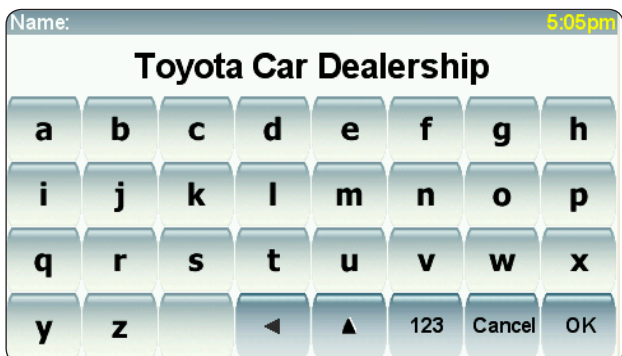 Name: 5:05pm
Toyota Car Dealership
a b c d e f g h
i j k l m n o p
q r s t u v w x
y z 123 Cancel OK